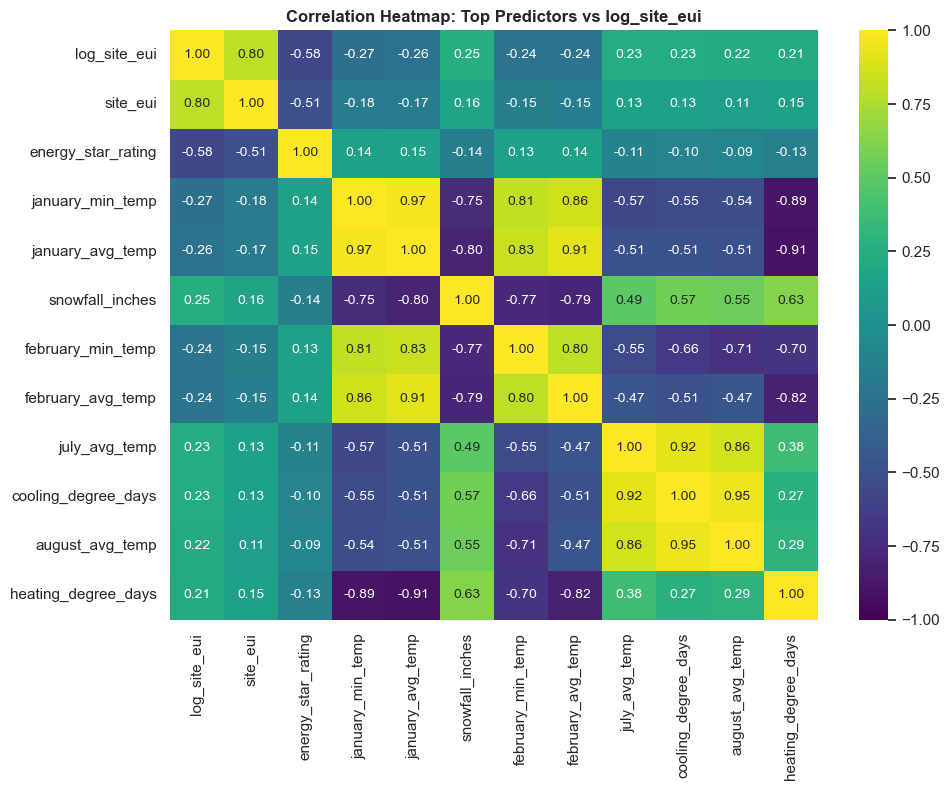 Correlation Heatmap: Top Predictors vs log_site_eui
log_site_eui 1.00 0.80 -0.58 -0.27 -0.26 0.25 -0.24 -0.24 0.23 0.23 0.22 0.21
site_eui 0.80 1.00 -0.51 -0.18 -0.17 0.16 -0.15 -0.15 0.13 0.13 0.11 0.15
energy_star_rating -0.58 -0.51 1.00 0.14 0.15 -0.14 0.13 0.14 -0.11 -0.10 -0.09 -0.13
january_min_temp -0.27 -0.18 0.14 1.00 0.97 -0.75 0.81 0.86 -0.57 -0.55 -0.54 -0.89
january_avg_temp -0.26 -0.17 0.15 0.97 1.00 -0.80 0.83 0.91 -0.51 -0.51 -0.51 -0.91
snowfall_inches 0.25 0.16 -0.14 -0.75 -0.80 1.00 -0.77 -0.79 0.49 0.57 0.55 0.63
february_min_temp -0.24 -0.15 0.13 0.81 0.83 -0.77 1.00 0.80 -0.55 -0.66 -0.71 -0.70
february_avg_temp -0.24 -0.15 0.14 0.86 0.91 -0.79 0.80 1.00 -0.47 -0.51 -0.47 -0.82
july_avg_temp 0.23 0.13 -0.11 -0.57 -0.51 0.49 -0.55 -0.47 1.00 0.92 0.86 0.38
cooling_degree_days 0.23 0.13 -0.10 -0.55 -0.51 0.57 -0.66 -0.51 0.92 1.00 0.95 0.27
august_avg_temp 0.22 0.11 -0.09 -0.54 -0.51 0.55 -0.71 -0.47 0.86 0.95 1.00 0.29
heating_degree_days 0.21 0.15 -0.13 -0.89 -0.91 0.63 -0.70 -0.82 0.38 0.27 0.29 1.00
log_site_eui
site_eui
energy_star_rating
january_min_temp
january_avg_temp
snowfall_inches
february_min_temp
february_avg_temp
july_avg_temp
cooling_degree_days
august_avg_temp
heating_degree_days
1.00
0.75
0.50
0.25
0.00
−0.25
−0.50
−0.75
−1.00